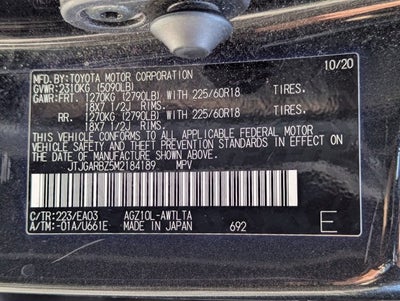 MFD.BY:TOYOTA MOTOR CORPORATION 10/20
GVWR:2310KG (5090LB)
GAWR:FRT. 1270KG (2790LB) WITH 225/60R18 TIRES.
18X7 1/2J RIMS.
RR. 1270KG (2790LB) WITH 225/60R18 TIRES.
18X7 1/2J RIMS.
THIS VEHICLE CONFORMS TO ALL APPLICABLE FEDERAL MOTOR
VEHICLE SAFETY AND THEFT PREVENTION STANDARDS IN
EFFECT ON THE DATE OF MANUFACTURE SHOWN ABOVE.
JTJGARBZ5M2184189 MPV
C/TR:223/EA03 AGZ10L-AWTLTA
A/TM:-01A/U661E MADE IN JAPAN 692 E